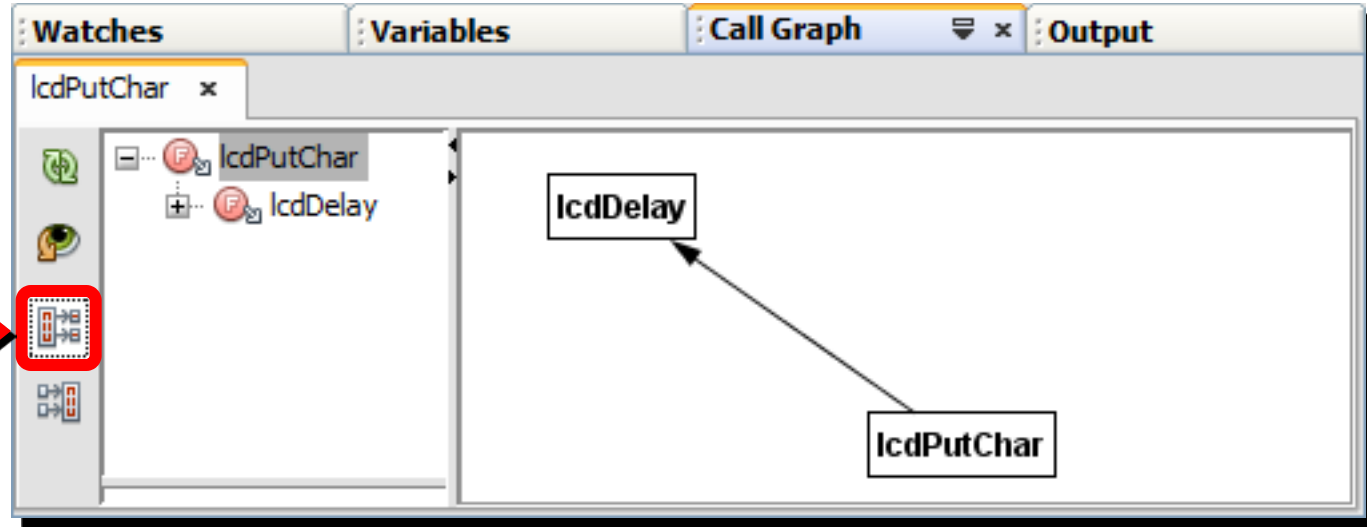 Watches Variables Call Graph Output
lcdPutChar
lcdPutChar
lcdDelay
lcdDelay
lcdPutChar